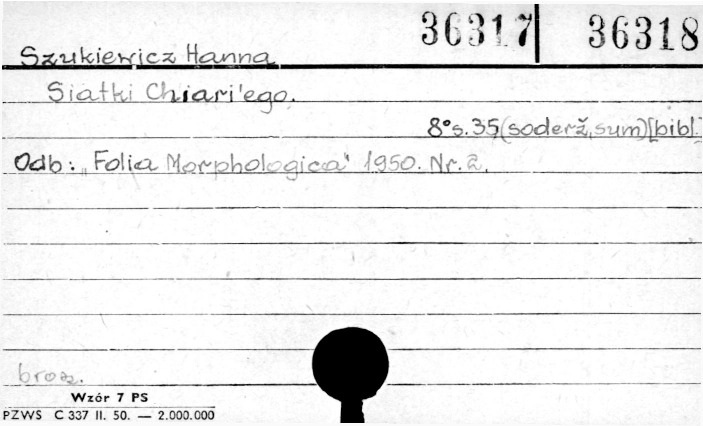 36317 36318
Szukiewicz Hanna
Siatki Chiari'ego.
8° s. 35 (soderž, sum) [bibl.]
Odb: „Folia Morphologica" 1950. Nr. 2.
brosz.
Wzór 7 PS
PZWS C 337 II. 50. — 2.000.000